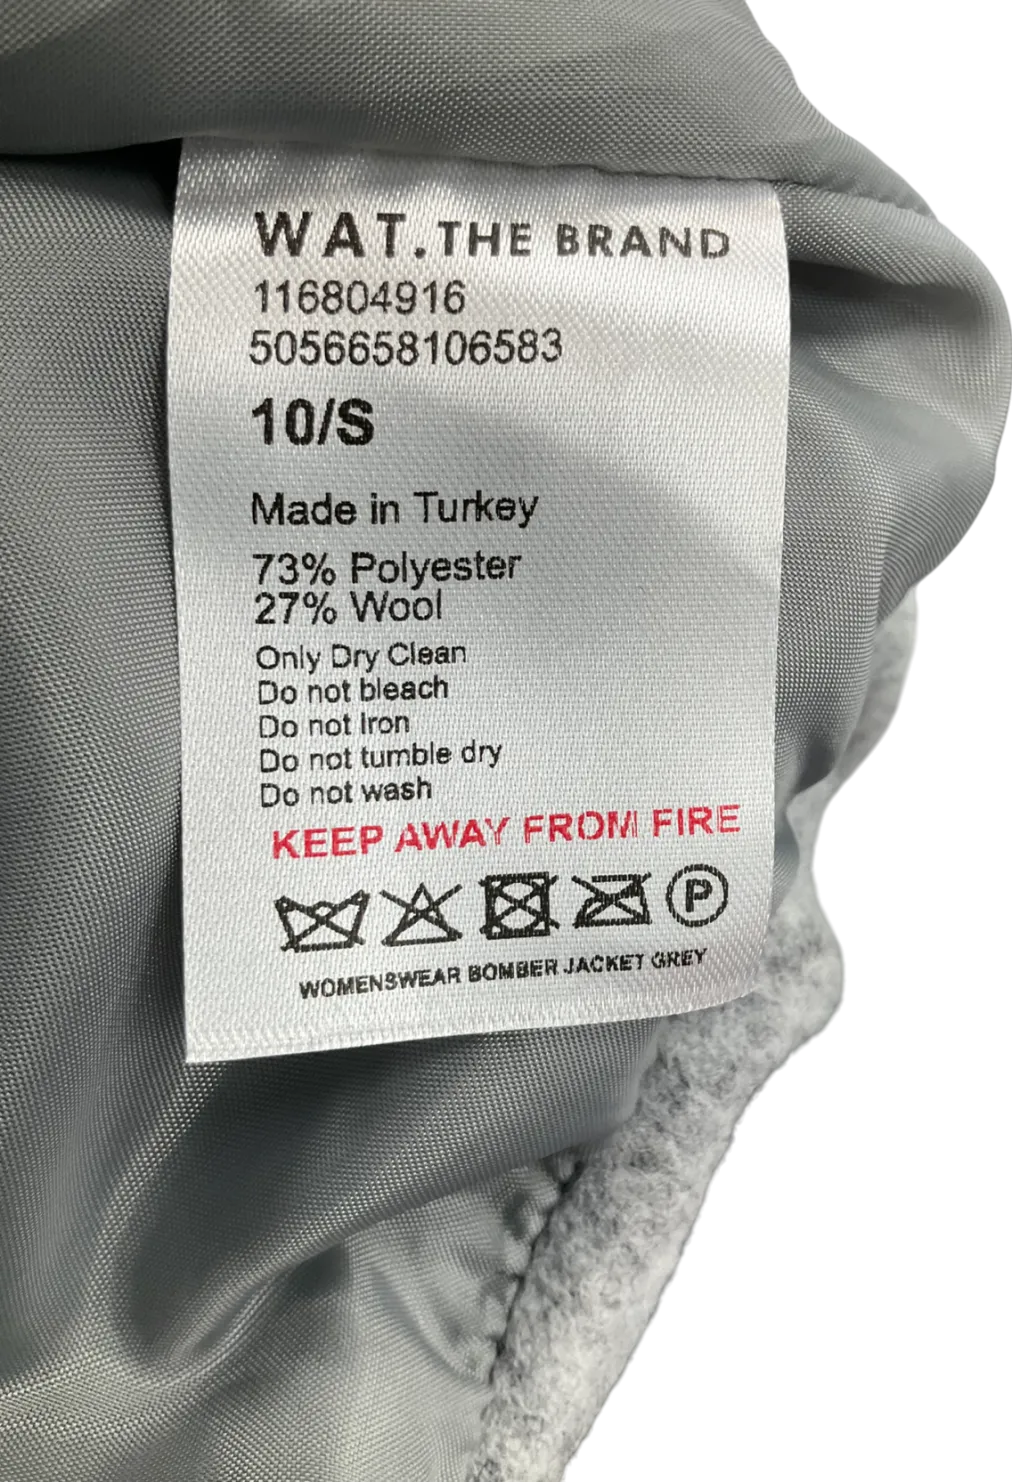 WAT.THE BRAND
116804916
5056658106583
10/S
Made in Turkey
73% Polyester
27% Wool
Only Dry Clean
Do not bleach
Do not Iron
Do not tumble dry
Do not wash
KEEP AWAY FROM FIRE
P
WOMENSWEAR BOMBER JACKET GREY